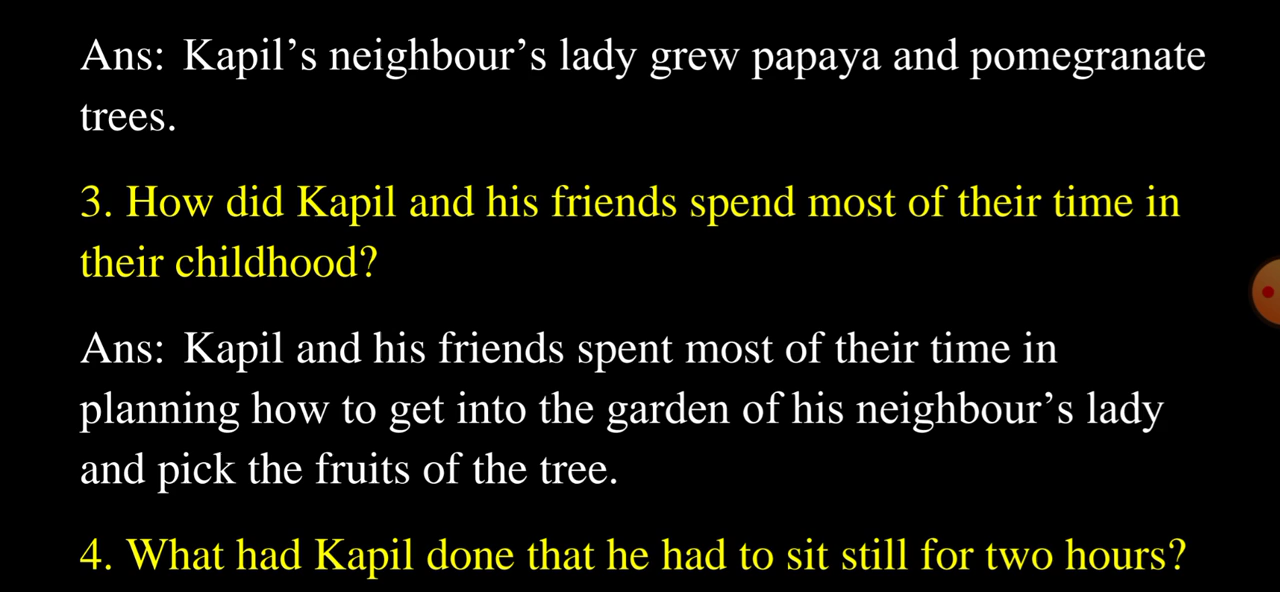 Ans: Kapil’s neighbour’s lady grew papaya and pomegranate
trees.
3. How did Kapil and his friends spend most of their time in
their childhood?
Ans: Kapil and his friends spent most of their time in
planning how to get into the garden of his neighbour’s lady
and pick the fruits of the tree.
4. What had Kapil done that he had to sit still for two hours?